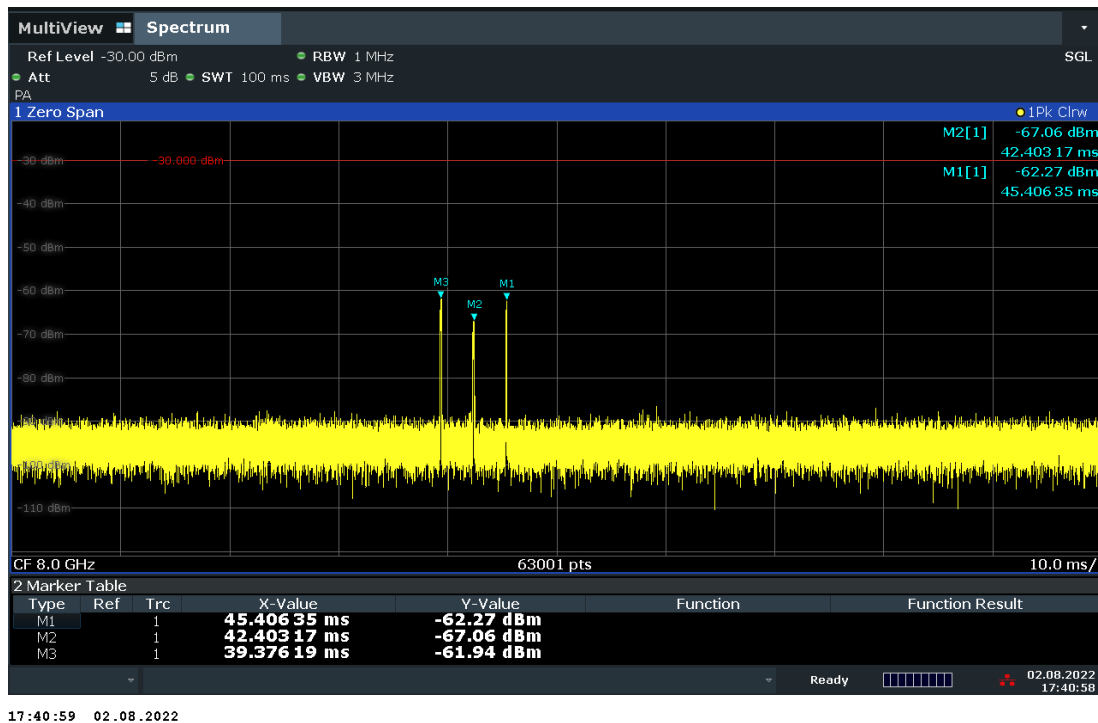 MultiView Spectrum
Ref Level -30.00 dBm RBW 1 MHz SGL
Att 5 dB SWT 100 ms VBW 3 MHz
PA
1 Zero Span 1Pk Clrw
M2[1] -67.06 dBm
42.403 17 ms
-30 dBm -30.000 dBm
M1[1] -62.27 dBm
45.406 35 ms
-40 dBm
-50 dBm
M3 M1
-60 dBm
M2
-70 dBm
-80 dBm
-100 dBm
-110 dBm
CF 8.0 GHz 63001 pts 10.0 ms/
2 Marker Table
Type Ref Trc X-Value Y-Value Function Function Result
M1 1 45.406 35 ms -62.27 dBm
M2 1 42.403 17 ms -67.06 dBm
M3 1 39.376 19 ms -61.94 dBm
Ready 02.08.2022
17:40:58
17:40:59 02.08.2022